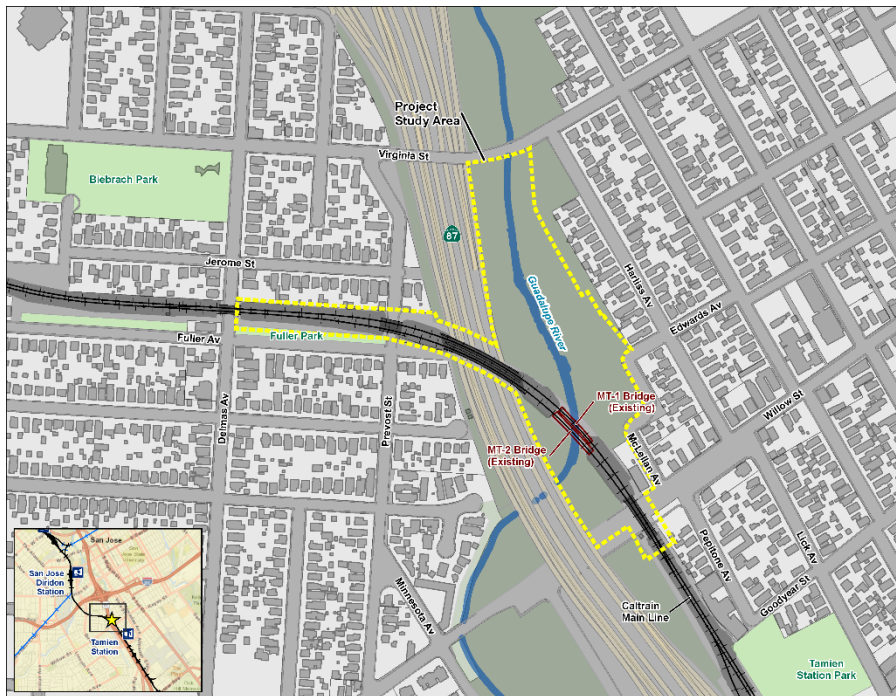 Project
Study Area
Virginia St
Biebrach Park
87
Jerome St
Harliss Av
Guadalupe River
Edwards Av
Fuller Av
Fuller Park
Delmas Av
Prevost St
MT-1 Bridge
(Existing)
Willow St
MT-2 Bridge
(Existing)
McLellan Av
Pepitone Av
Lick Av
Goodyear St
Minnesota Av
Caltrain
Main Line
Tamien
Station Park
San Jose
San Jose
Diridon
Station
Tamien
Station